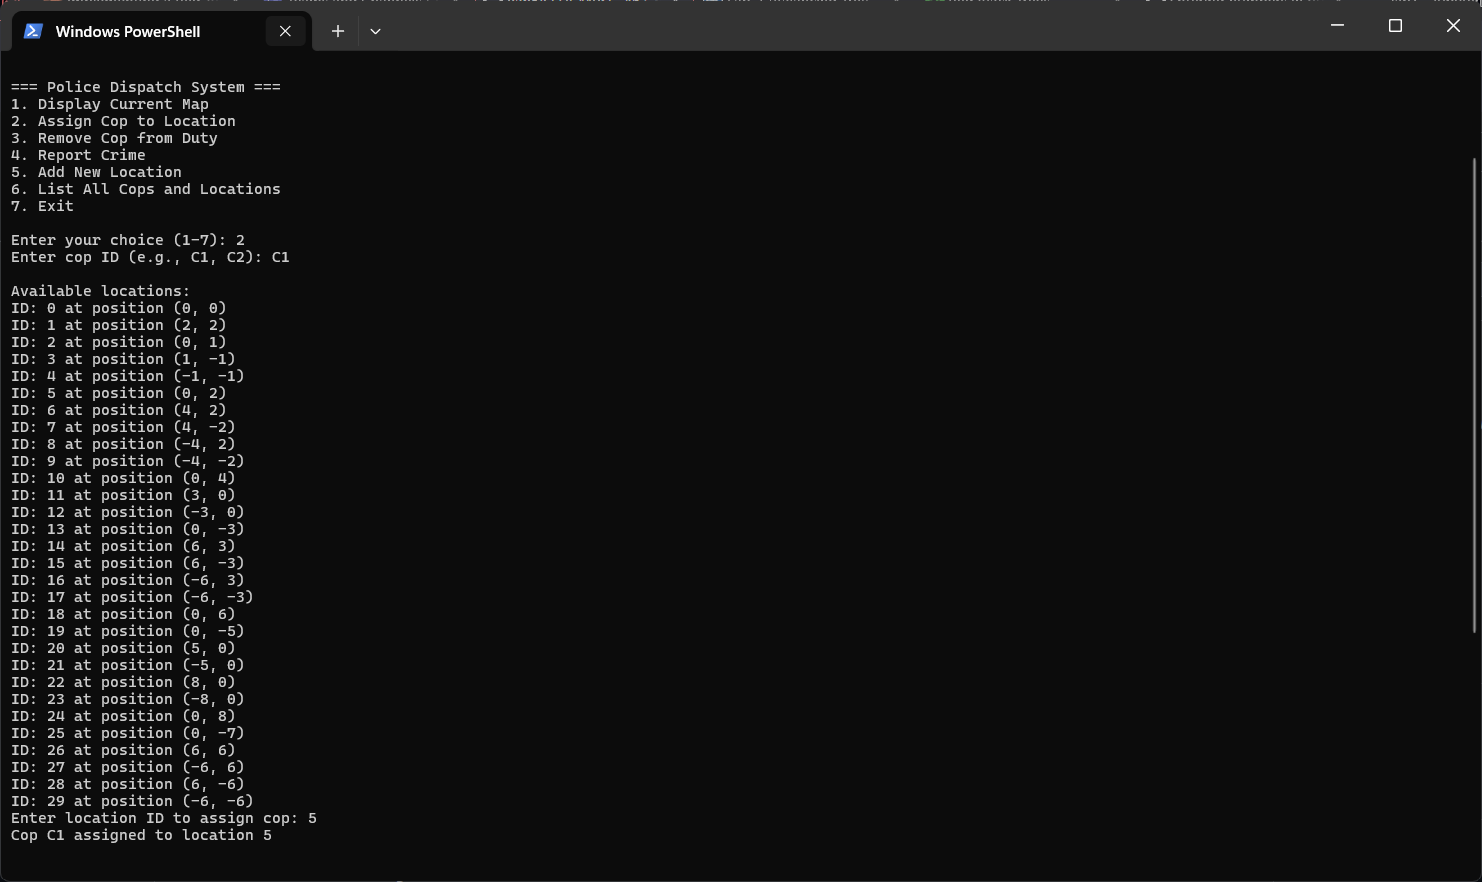 Windows PowerShell
=== Police Dispatch System ===
1. Display Current Map
2. Assign Cop to Location
3. Remove Cop from Duty
4. Report Crime
5. Add New Location
6. List All Cops and Locations
7. Exit
Enter your choice (1-7): 2
Enter cop ID (e.g., C1, C2): C1
Available locations:
ID: 0 at position (0, 0)
ID: 1 at position (2, 2)
ID: 2 at position (0, 1)
ID: 3 at position (1, -1)
ID: 4 at position (-1, -1)
ID: 5 at position (0, 2)
ID: 6 at position (4, 2)
ID: 7 at position (4, -2)
ID: 8 at position (-4, 2)
ID: 9 at position (-4, -2)
ID: 10 at position (0, 4)
ID: 11 at position (3, 0)
ID: 12 at position (-3, 0)
ID: 13 at position (0, -3)
ID: 14 at position (6, 3)
ID: 15 at position (6, -3)
ID: 16 at position (-6, 3)
ID: 17 at position (-6, -3)
ID: 18 at position (0, 6)
ID: 19 at position (0, -5)
ID: 20 at position (5, 0)
ID: 21 at position (-5, 0)
ID: 22 at position (8, 0)
ID: 23 at position (-8, 0)
ID: 24 at position (0, 8)
ID: 25 at position (0, -7)
ID: 26 at position (6, 6)
ID: 27 at position (-6, 6)
ID: 28 at position (6, -6)
ID: 29 at position (-6, -6)
Enter location ID to assign cop: 5
Cop C1 assigned to location 5